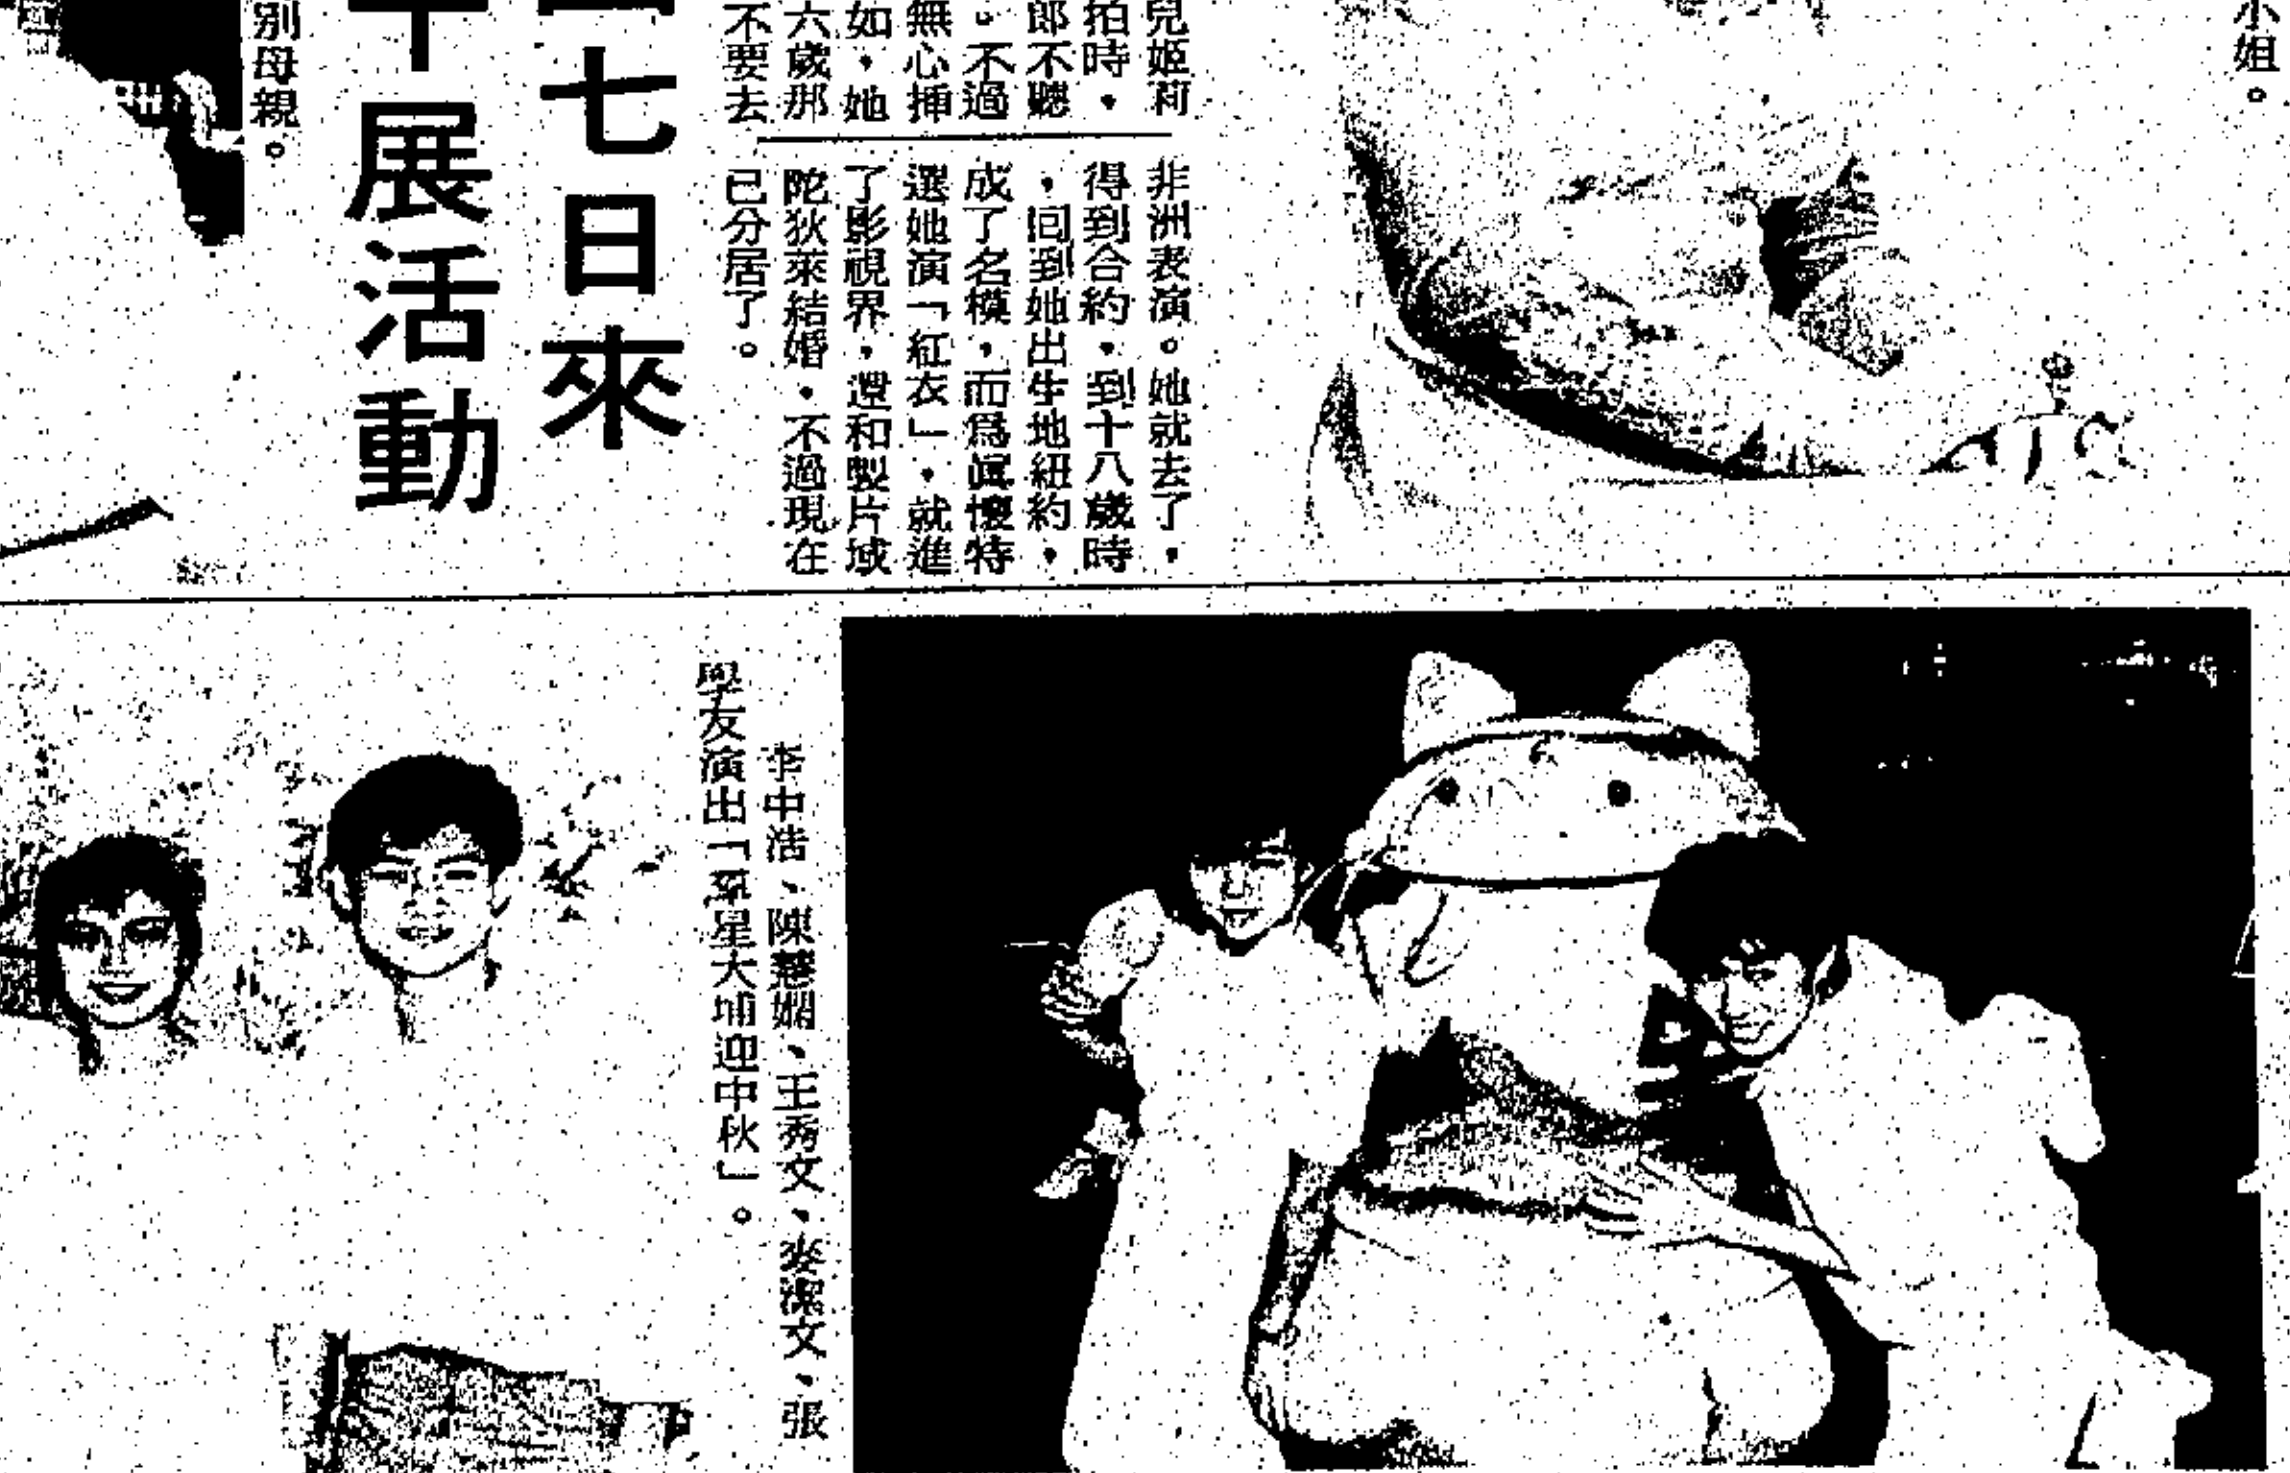 小姐。
兒姬莉
拍時，
郎不聽
。不過
無心揷
如，她
六歲那
不要去
非洲表演。她就去了，
得到合約，到十八歲時
，回到她出生地紐約，
成了名模，而爲眞懷特
選她演「紅衣」，就進
了影視界，還和製片域
陀狄萊結婚，不過現在
已分居了。
七日來
展活動
別母親。
李中浩、陳慧嫻、王秀文、麥潔文、張
學友演出「羣星大埔迎中秋」。